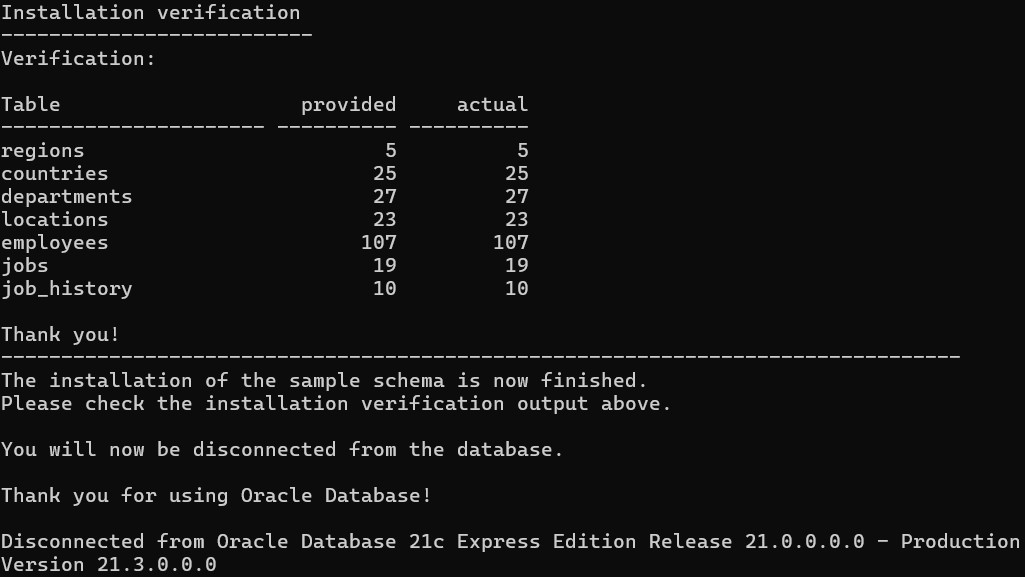 Installation verification
--------------------------
Verification:
Table                    provided     actual
---------------------- ---------- ----------
regions                         5          5
countries                      25         25
departments                    27         27
locations                      23         23
employees                     107        107
jobs                           19         19
job_history                    10         10
Thank you!
--------------------------------------------------------------------------------
The installation of the sample schema is now finished.
Please check the installation verification output above.
You will now be disconnected from the database.
Thank you for using Oracle Database!
Disconnected from Oracle Database 21c Express Edition Release 21.0.0.0.0 - Production
Version 21.3.0.0.0